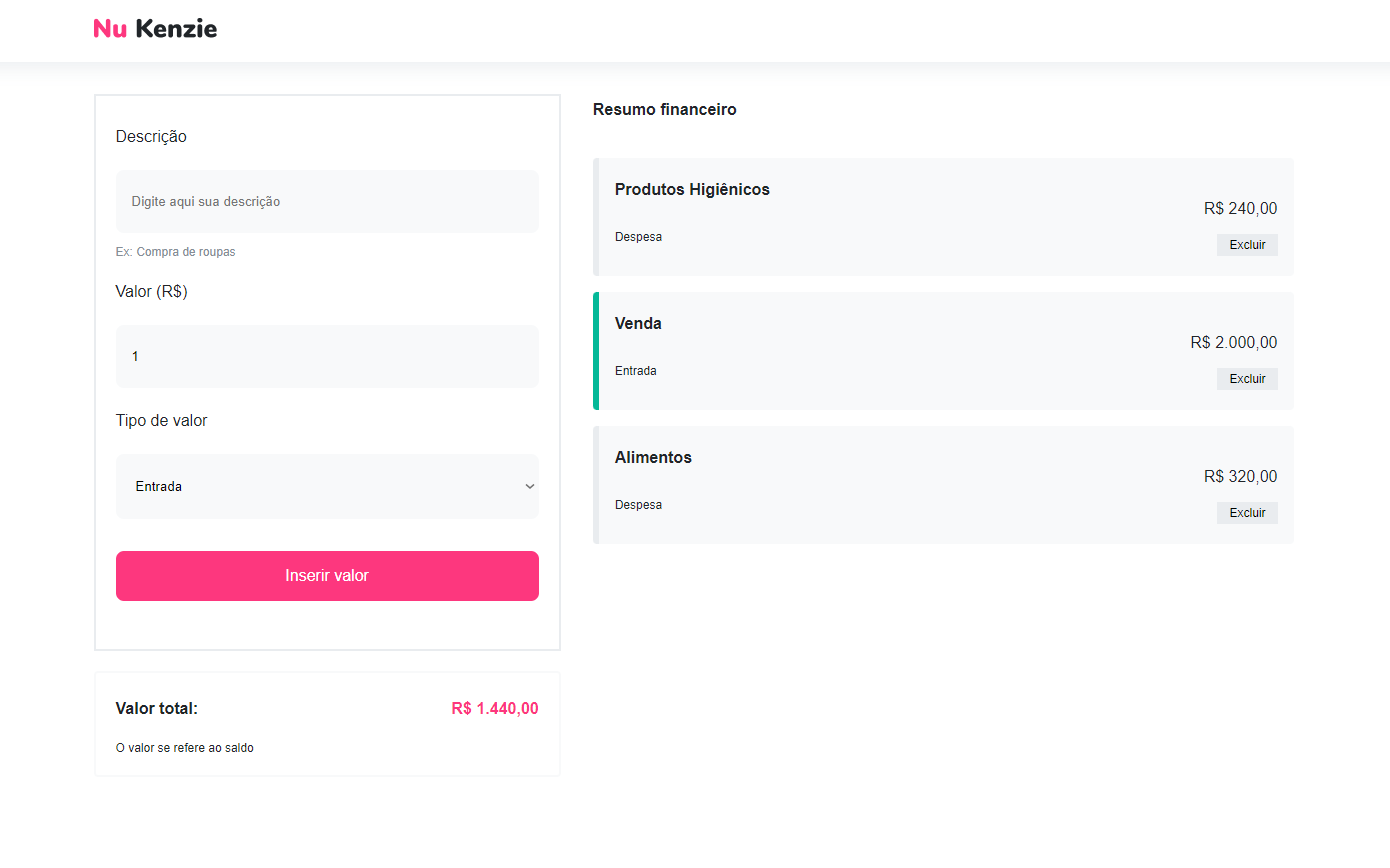 Nu Kenzie
Descrição
Digite aqui sua descrição
Ex: Compra de roupas
Valor (R$)
1
Tipo de valor
Entrada
Inserir valor
Valor total:
R$ 1.440,00
O valor se refere ao saldo
Resumo financeiro
Produtos Higiênicos
R$ 240,00
Despesa
Excluir
Venda
R$ 2.000,00
Entrada
Excluir
Alimentos
R$ 320,00
Despesa
Excluir